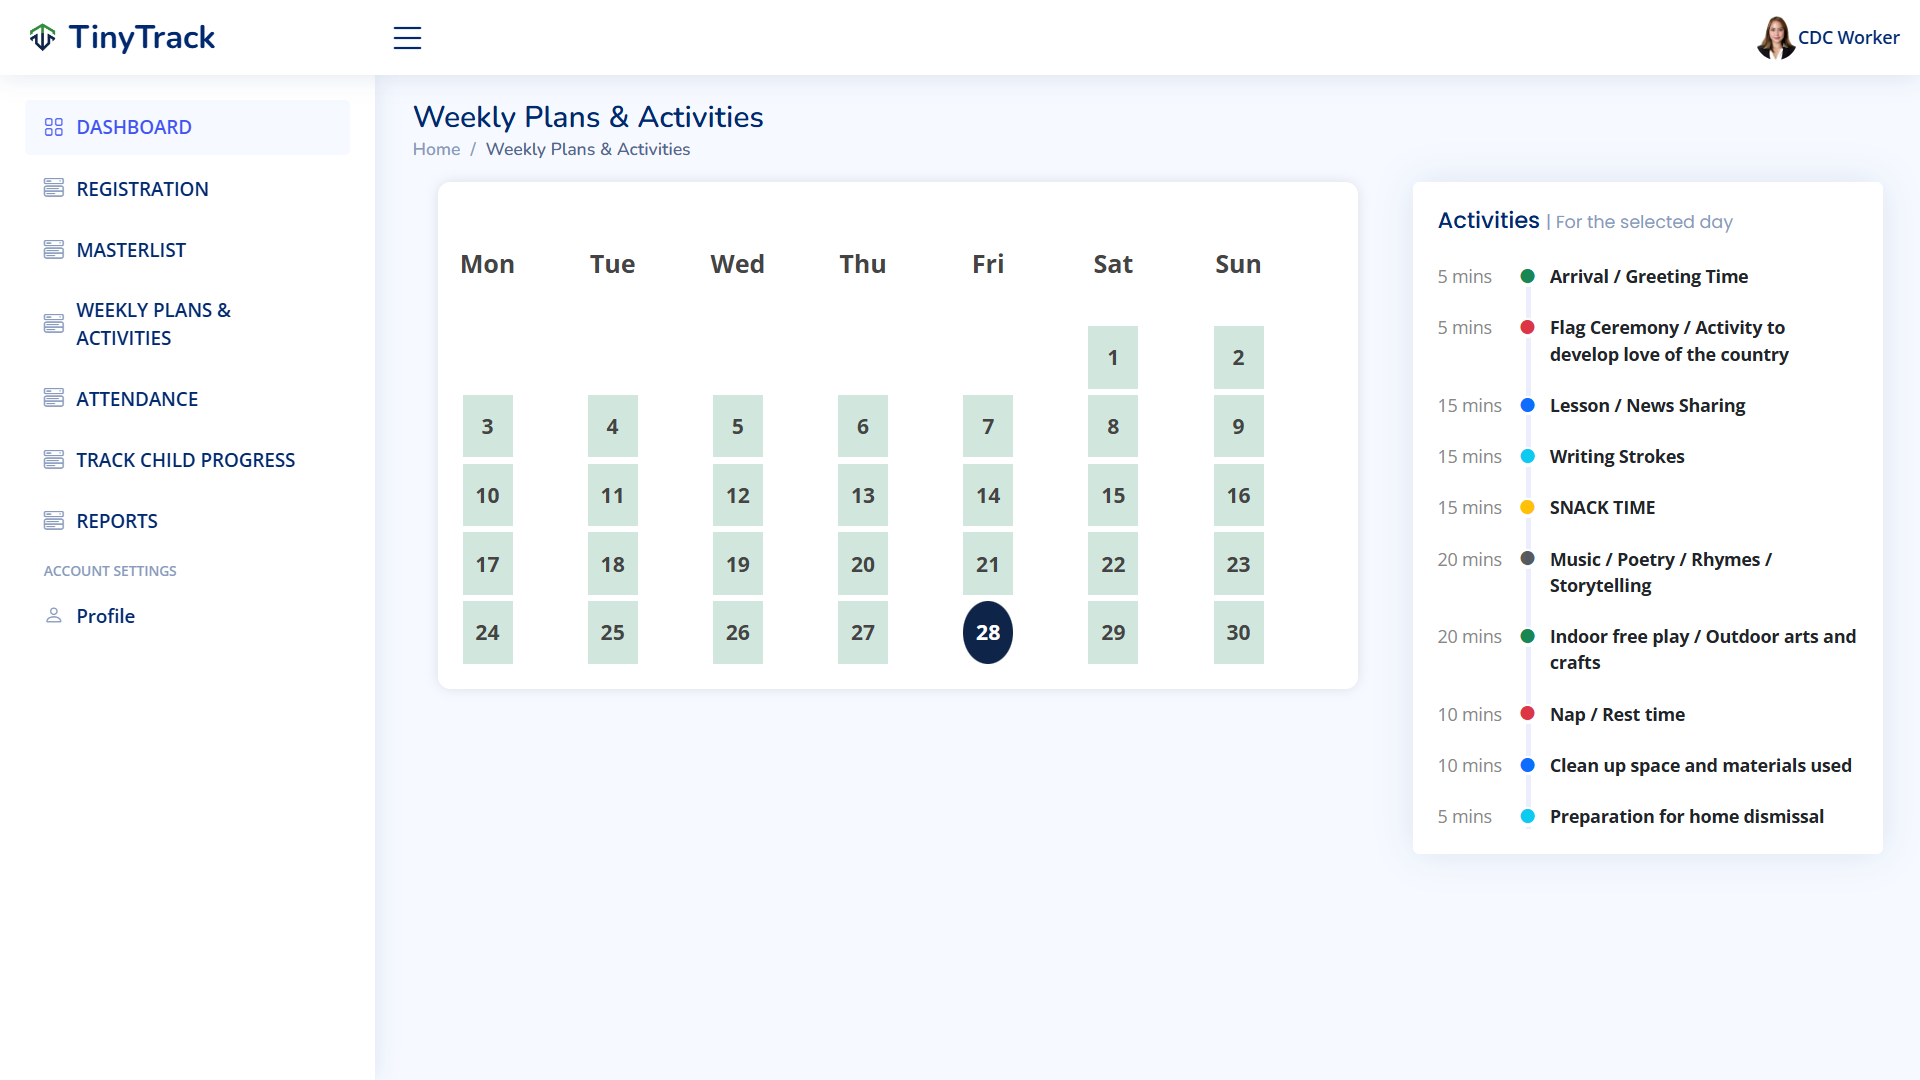 TinyTrack
CDC Worker
DASHBOARD
REGISTRATION
MASTERLIST
WEEKLY PLANS &
ACTIVITIES
ATTENDANCE
TRACK CHILD PROGRESS
REPORTS
ACCOUNT SETTINGS
Profile
Weekly Plans & Activities
Home / Weekly Plans & Activities
Mon Tue Wed Thu Fri Sat Sun
1 2
3 4 5 6 7 8 9
10 11 12 13 14 15 16
17 18 19 20 21 22 23
24 25 26 27 28 29 30
Activities | For the selected day
5 mins Arrival / Greeting Time
5 mins Flag Ceremony / Activity to
develop love of the country
15 mins Lesson / News Sharing
15 mins Writing Strokes
15 mins SNACK TIME
20 mins Music / Poetry / Rhymes /
Storytelling
20 mins Indoor free play / Outdoor arts and
crafts
10 mins Nap / Rest time
10 mins Clean up space and materials used
5 mins Preparation for home dismissal